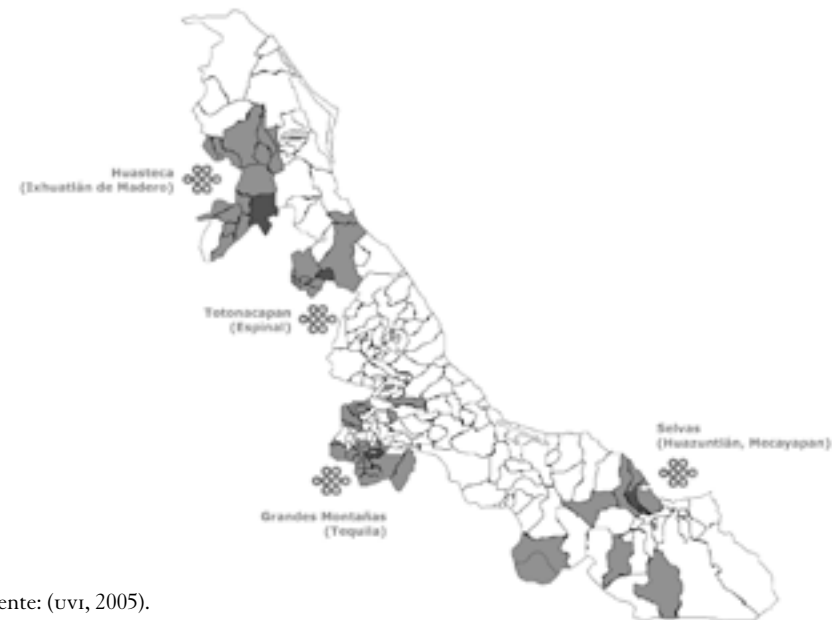 Huasteca
(Ixhuatlán de Madero)
Totonacapan
(Espinal)
Selvas
(Huazuntlán, Mecayapan)
Grandes Montañas
(Tequila)
ente: (UVI, 2005).